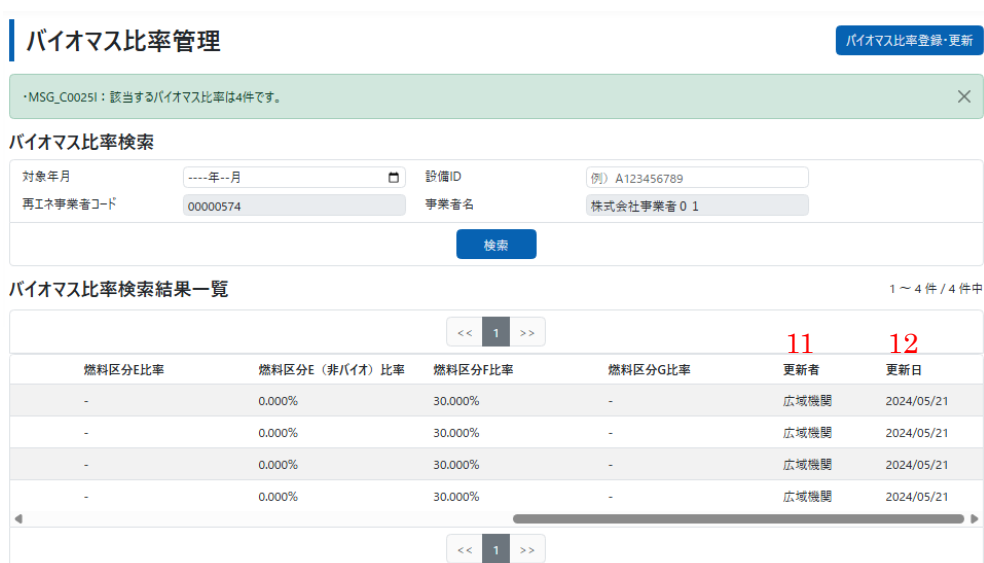 バイオマス比率管理
バイオマス比率登録・更新
・MSG_C0025I：該当するバイオマス比率は4件です。
バイオマス比率検索
対象年月 ----年--月 設備ID 例）A123456789
再エネ事業者コード 00000574 事業者名 株式会社事業者０１
検索
バイオマス比率検索結果一覧 1 ～ 4 件 / 4 件中
<< 1 >>
11 12
燃料区分E比率 燃料区分E（非バイオ）比率 燃料区分F比率 燃料区分G比率 更新者 更新日
- 0.000% 30.000% - 広域機関 2024/05/21
- 0.000% 30.000% - 広域機関 2024/05/21
- 0.000% 30.000% - 広域機関 2024/05/21
- 0.000% 30.000% - 広域機関 2024/05/21
<< 1 >>